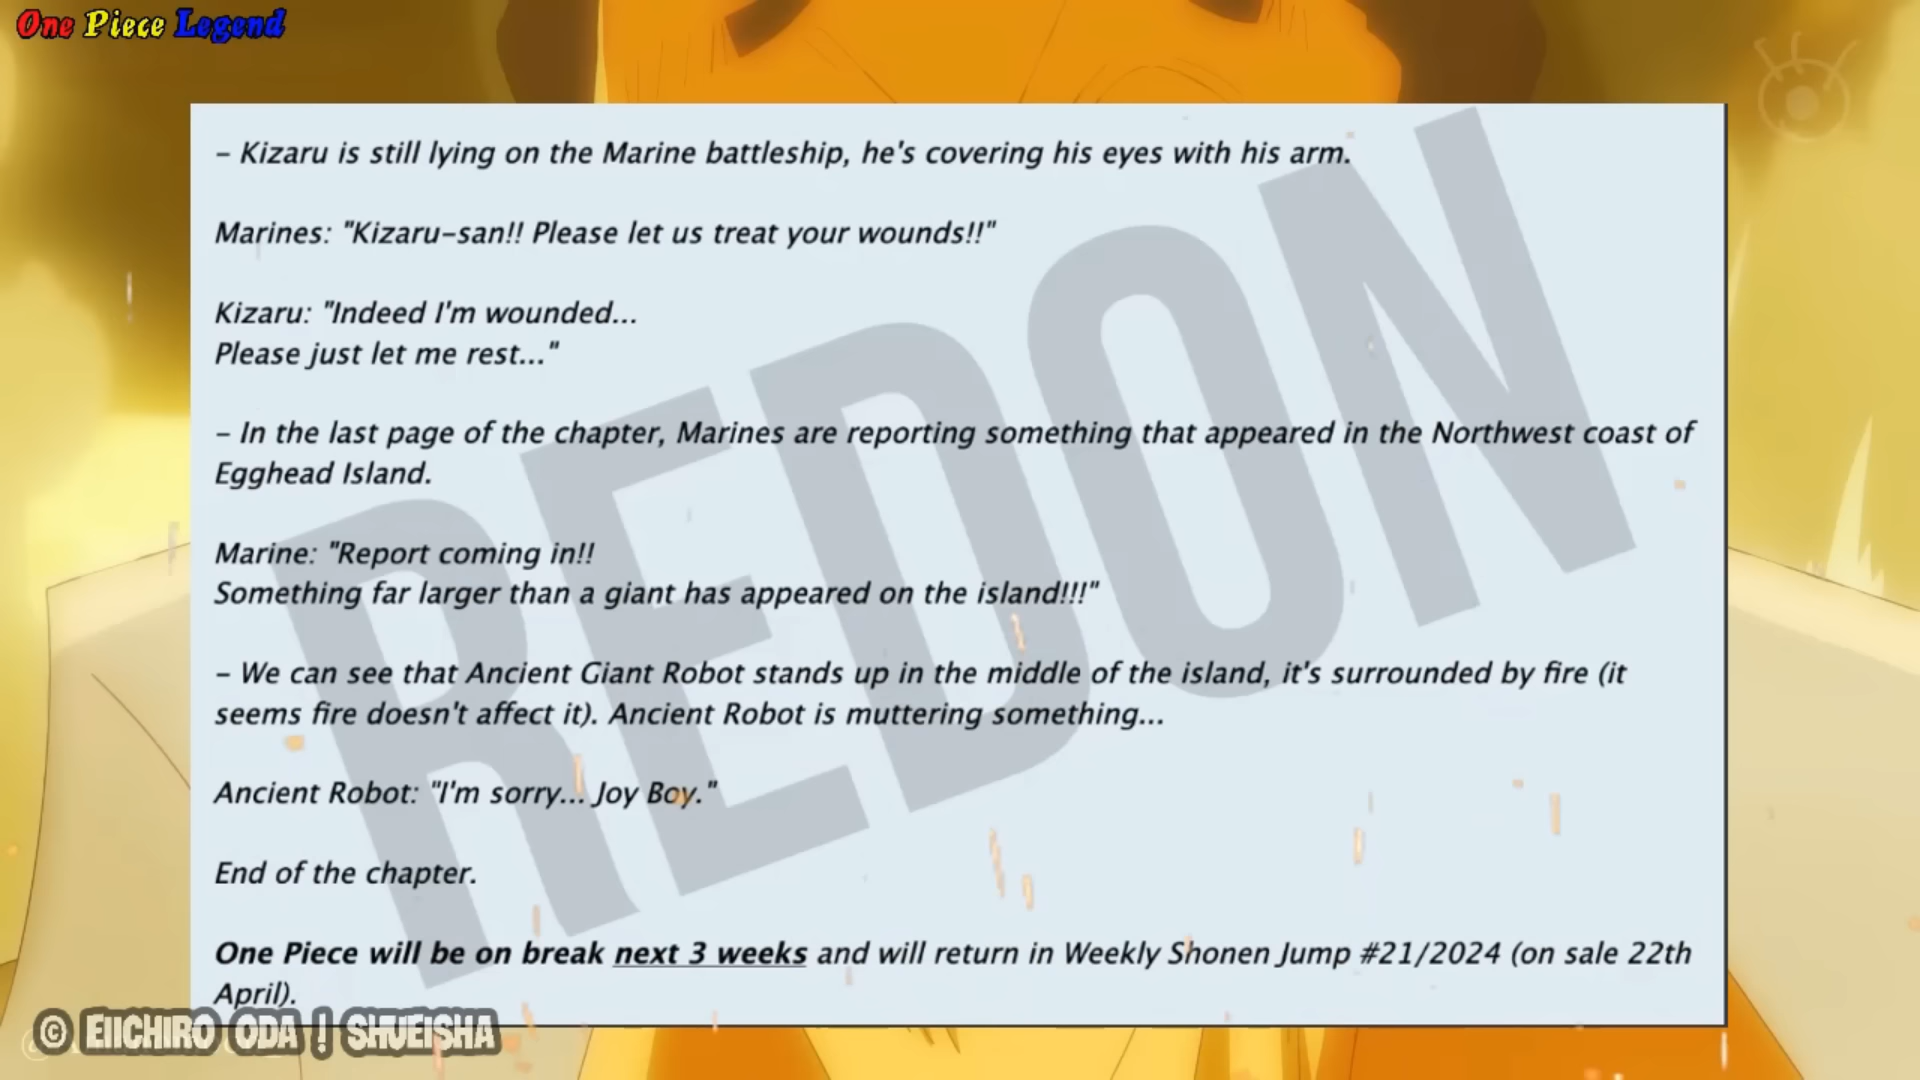 One Piece Legend
– Kizaru is still lying on the Marine battleship, he's covering his eyes with his arm.
Marines: "Kizaru-san!! Please let us treat your wounds!!"
Kizaru: "Indeed I'm wounded...
Please just let me rest..."
– In the last page of the chapter, Marines are reporting something that appeared in the Northwest coast of
Egghead Island.
Marine: "Report coming in!!
Something far larger than a giant has appeared on the island!!!"
– We can see that Ancient Giant Robot stands up in the middle of the island, it's surrounded by fire (it
seems fire doesn't affect it). Ancient Robot is muttering something...
Ancient Robot: "I'm sorry... Joy Boy."
End of the chapter.
One Piece will be on break next 3 weeks and will return in Weekly Shonen Jump #21/2024 (on sale 22th
April).
REDON
© EIICHIRO ODA ! SHUEISHA